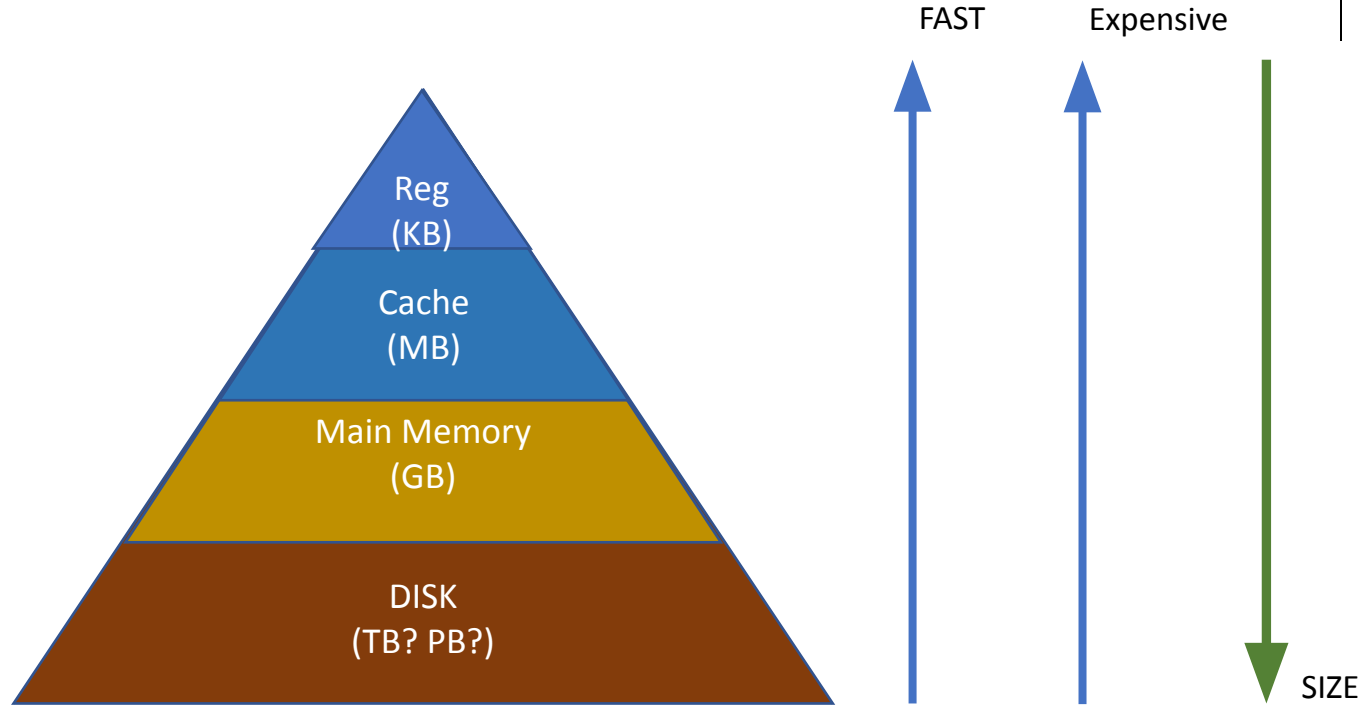 FAST
Expensive
Reg
(KB)
Cache
(MB)
Main Memory
(GB)
DISK
(TB? PB?)
SIZE